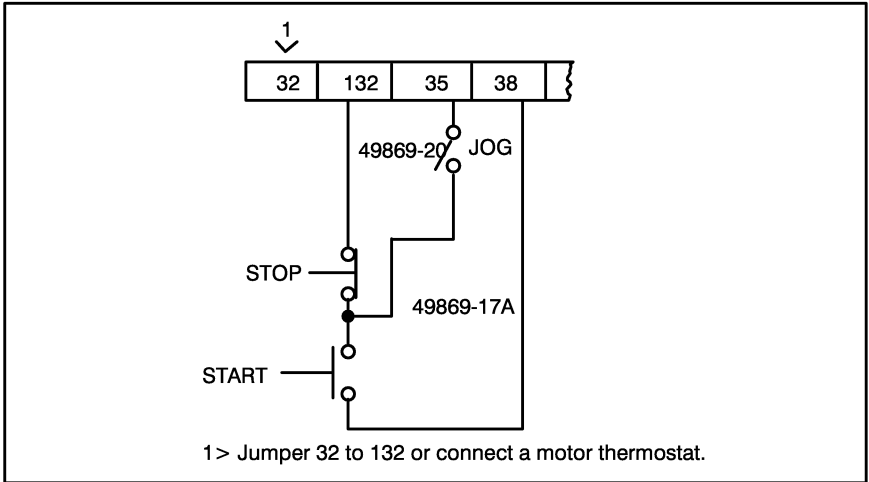 1
32 132 35 38
49869-20 JOG
STOP
49869-17A
START
1> Jumper 32 to 132 or connect a motor thermostat.